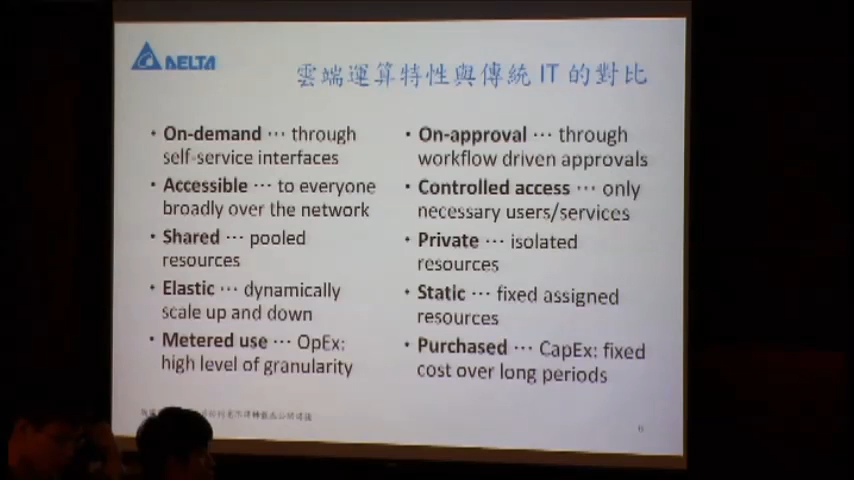 DELTA
雲端運算特性與傳統 IT 的對比
• On-demand ··· through
self-service interfaces
• Accessible ··· to everyone
broadly over the network
• Shared ··· pooled
resources
• Elastic ··· dynamically
scale up and down
• Metered use ··· OpEx:
high level of granularity
• On-approval ··· through
workflow driven approvals
• Controlled access ··· only
necessary users/services
• Private ··· isolated
resources
• Static ··· fixed assigned
resources
• Purchased ··· CapEx: fixed
cost over long periods